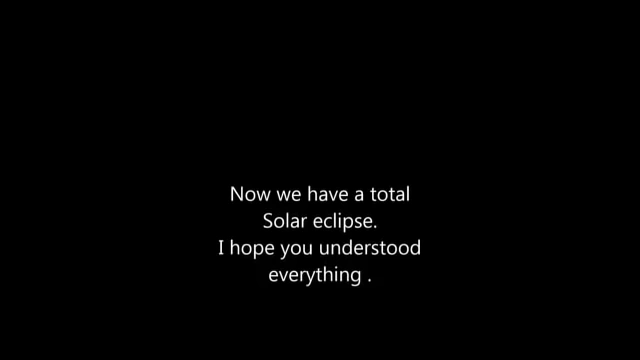 Now we have a total
Solar eclipse.
I hope you understood
everything .